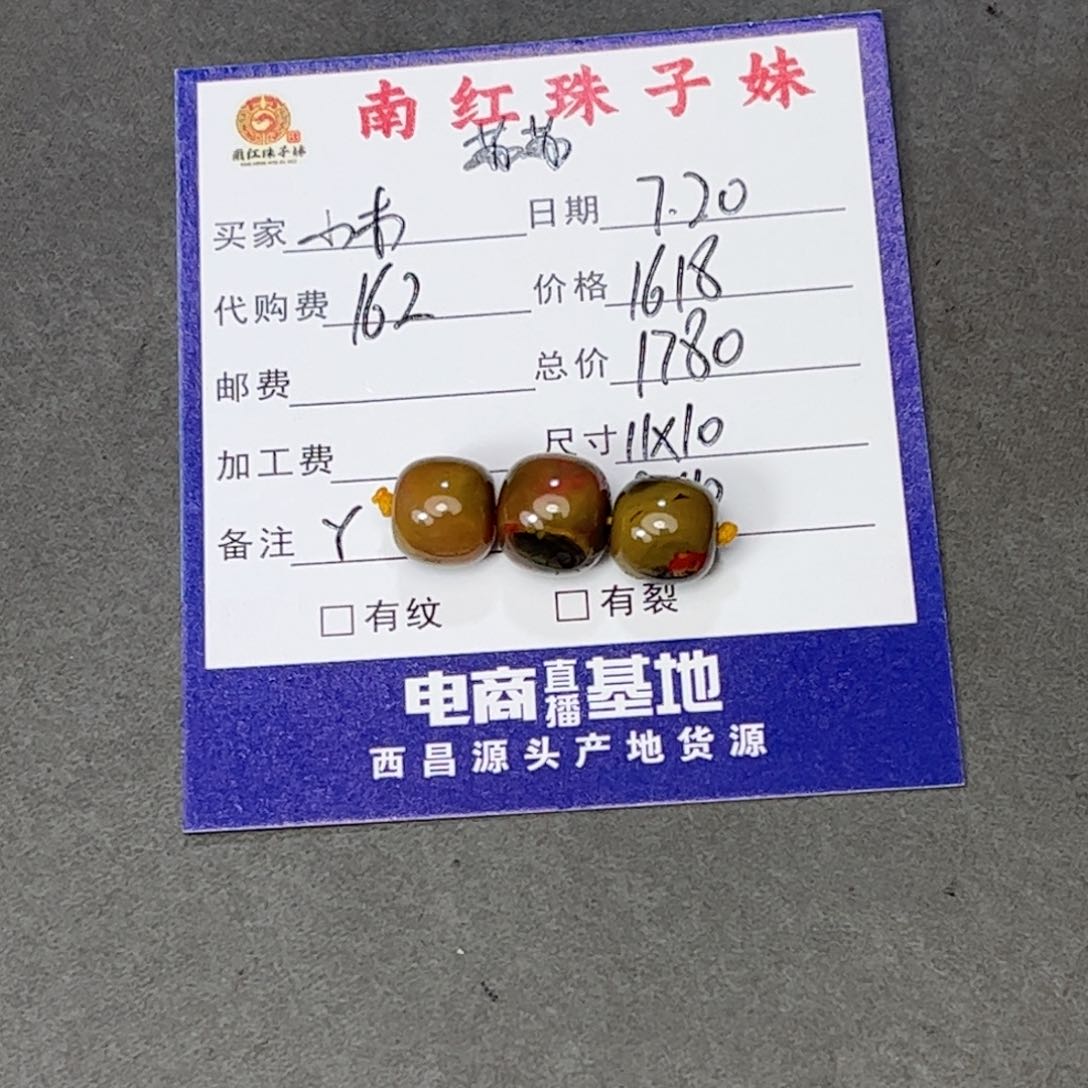 南红珠子妹
南红珠子妹
苏苏
买家 日期 7.20
代购费 162 价格 1618
邮费 总价 1780
加工费 尺寸 11X10
备注 Y
□有纹 □有裂
电商直播基地
西昌源头产地货源